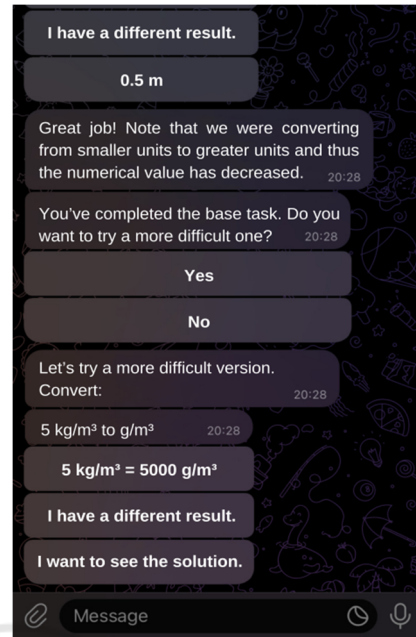 I have a different result.
0.5 m
Great job! Note that we were converting
from smaller units to greater units and thus
the numerical value has decreased. 20:28
You’ve completed the base task. Do you
want to try a more difficult one? 20:28
Yes
No
Let’s try a more difficult version.
Convert: 20:28
5 kg/m³ to g/m³ 20:28
5 kg/m³ = 5000 g/m³
I have a different result.
I want to see the solution.
Message